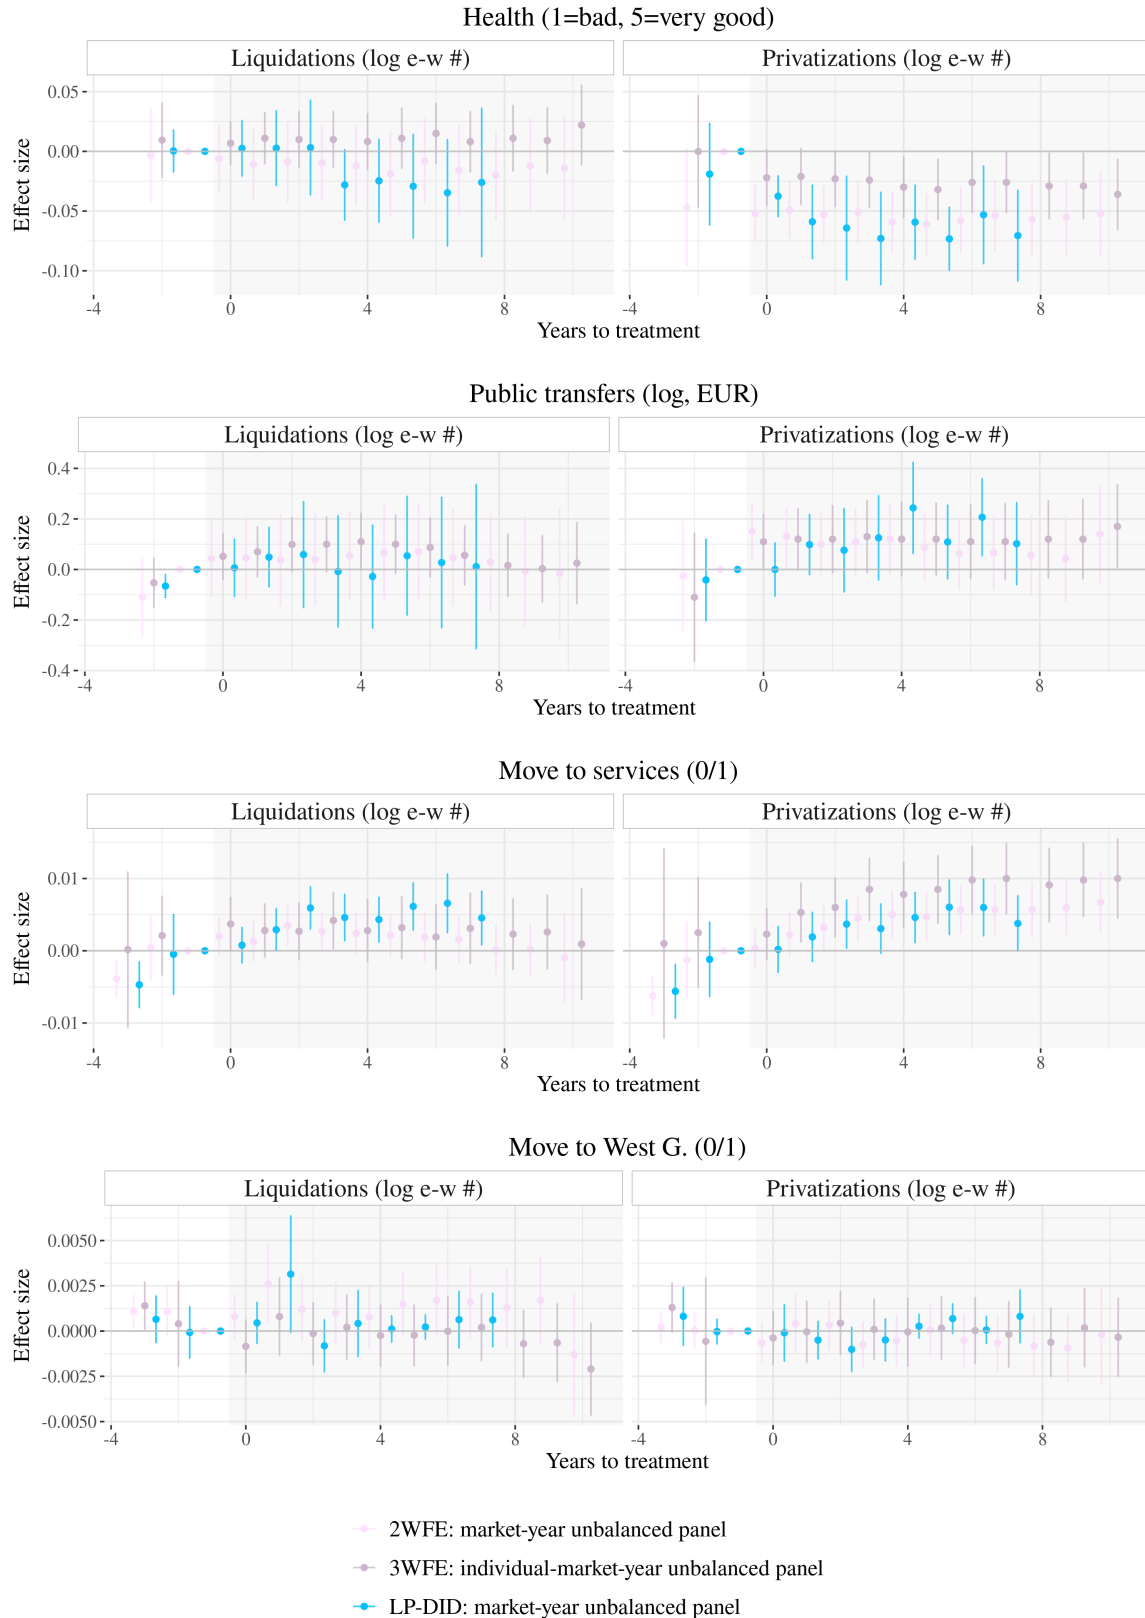 Health (1=bad, 5=very good)
Liquidations (log e-w #) Privatizations (log e-w #)
Effect size
0.05
0.00
-0.05
-0.10
-4 0 4 8 -4 0 4 8
Years to treatment
Public transfers (log, EUR)
Liquidations (log e-w #) Privatizations (log e-w #)
Effect size
0.4
0.2
0.0
-0.2
-0.4
-4 0 4 8 -4 0 4 8
Years to treatment
Move to services (0/1)
Liquidations (log e-w #) Privatizations (log e-w #)
Effect size
0.01
0.00
-0.01
-4 0 4 8 -4 0 4 8
Years to treatment
Move to West G. (0/1)
Liquidations (log e-w #) Privatizations (log e-w #)
Effect size
0.0050
0.0025
0.0000
-0.0025
-0.0050
-4 0 4 8 -4 0 4 8
Years to treatment
2WFE: market-year unbalanced panel
3WFE: individual-market-year unbalanced panel
LP-DID: market-year unbalanced panel